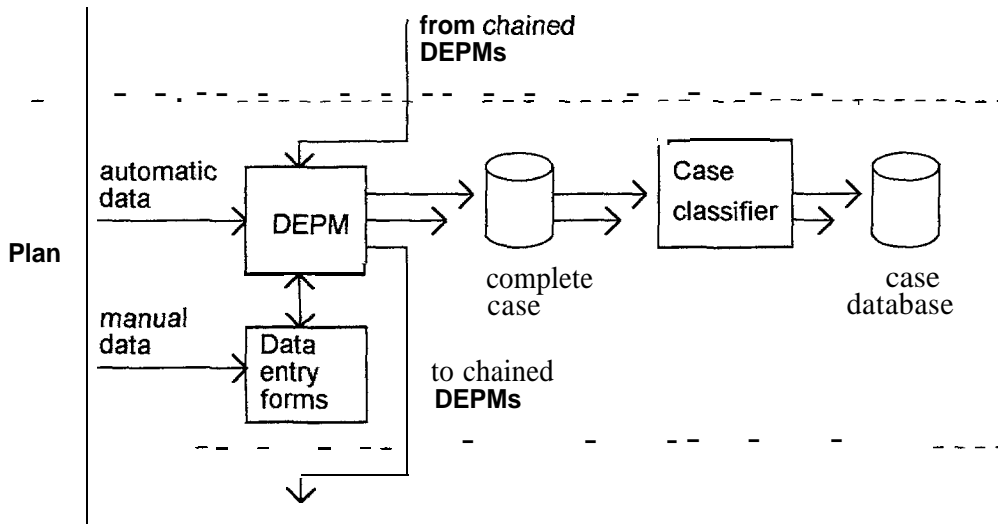 from chained
DEPMs
automatic
data
DEPM
Case
classifier
Plan
complete
case
case
database
manual
data
Data
entry
forms
to chained
DEPMs